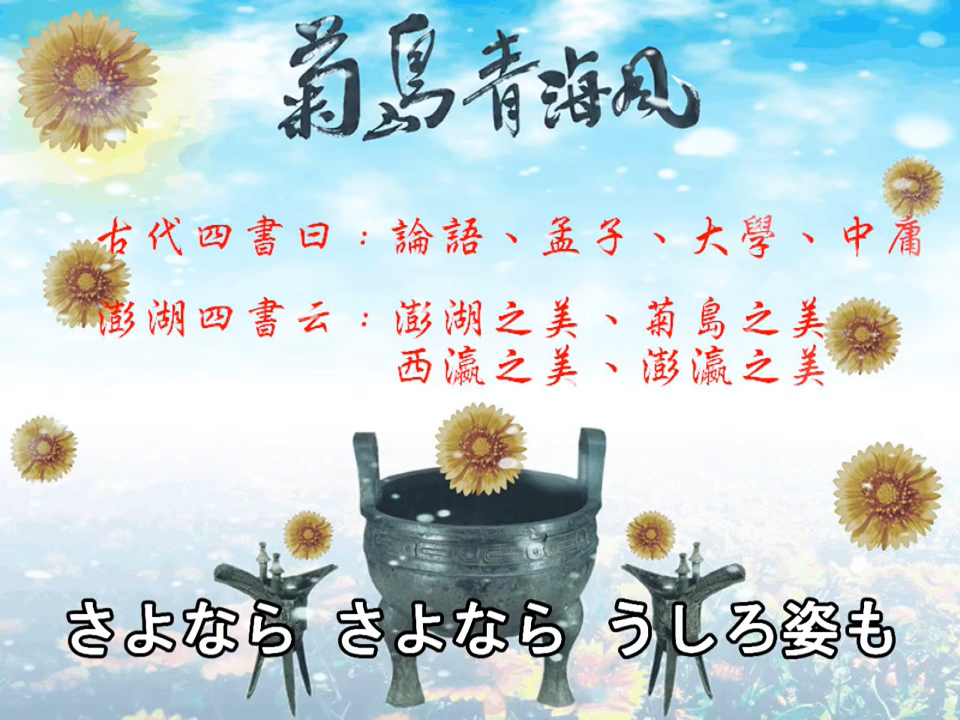 菊島青海風
古代四書曰：論語、孟子、大學、中庸
澎湖四書云：澎湖之美、菊島之美
西瀛之美、澎瀛之美
さよなら さよなら うしろ姿も